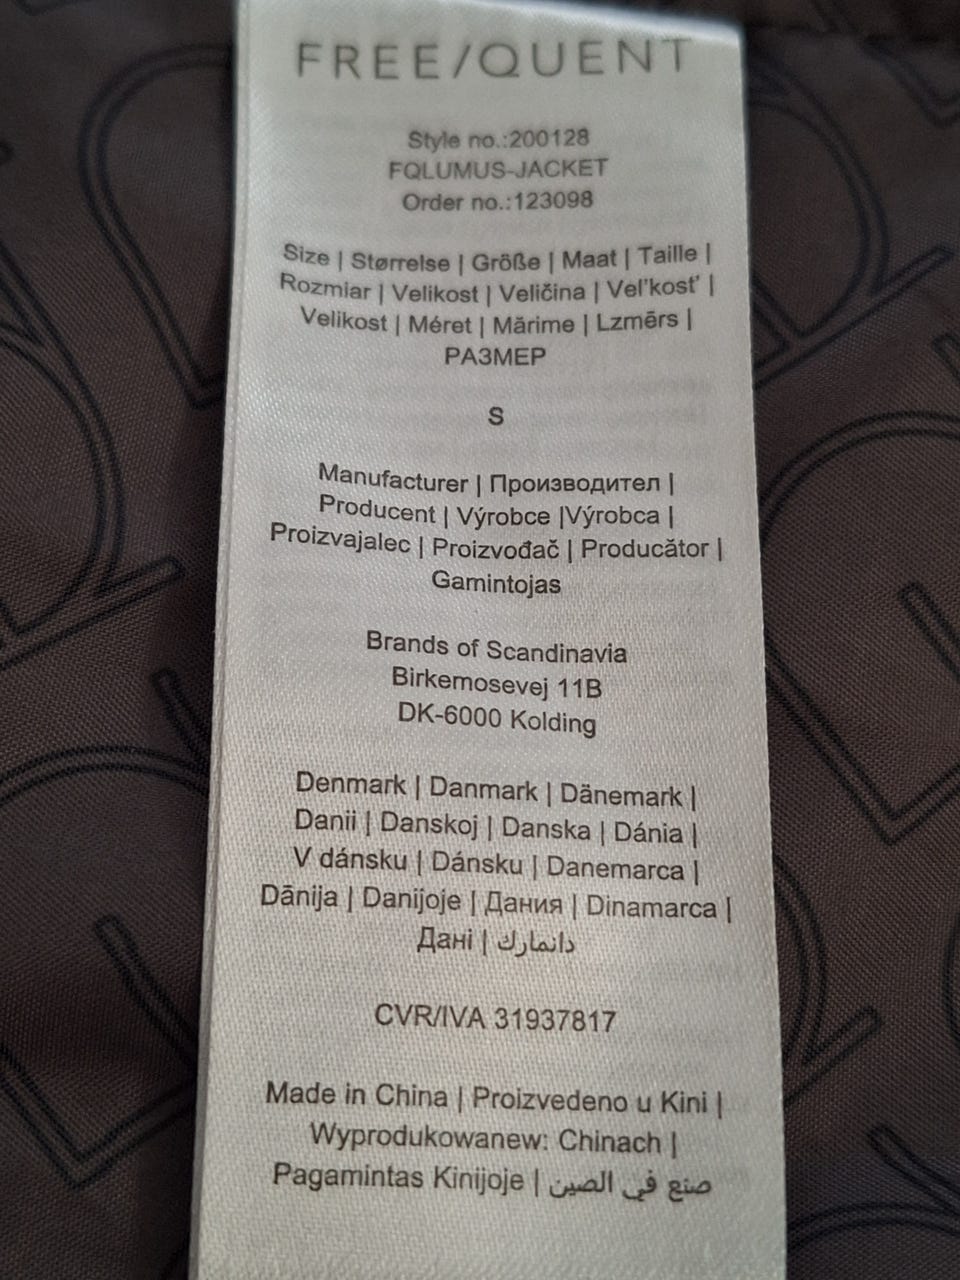 FREE/QUENT
Style no.:200128
FQLUMUS-JACKET
Order no.:123098
Size | Størrelse | Größe | Maat | Taille |
Rozmiar | Velikost | Veličina | Vel'kost' |
Velikost | Méret | Mărime | Lzmērs |
РАЗМЕР
S
Manufacturer | Производител |
Producent | Výrobce |Výrobca |
Proizvajalec | Proizvođač | Producător |
Gamintojas
Brands of Scandinavia
Birkemosevej 11B
DK-6000 Kolding
Denmark | Danmark | Dänemark |
Danii | Danskoj | Danska | Dánia |
V dánsku | Dánsku | Danemarca |
Dānija | Danijoje | Дания | Dinamarca |
Дані | دانمارك
CVR/IVA 31937817
Made in China | Proizvedeno u Kini |
Wyprodukowanew: Chinach |
Pagamintas Kinijoje | صنع في الصين